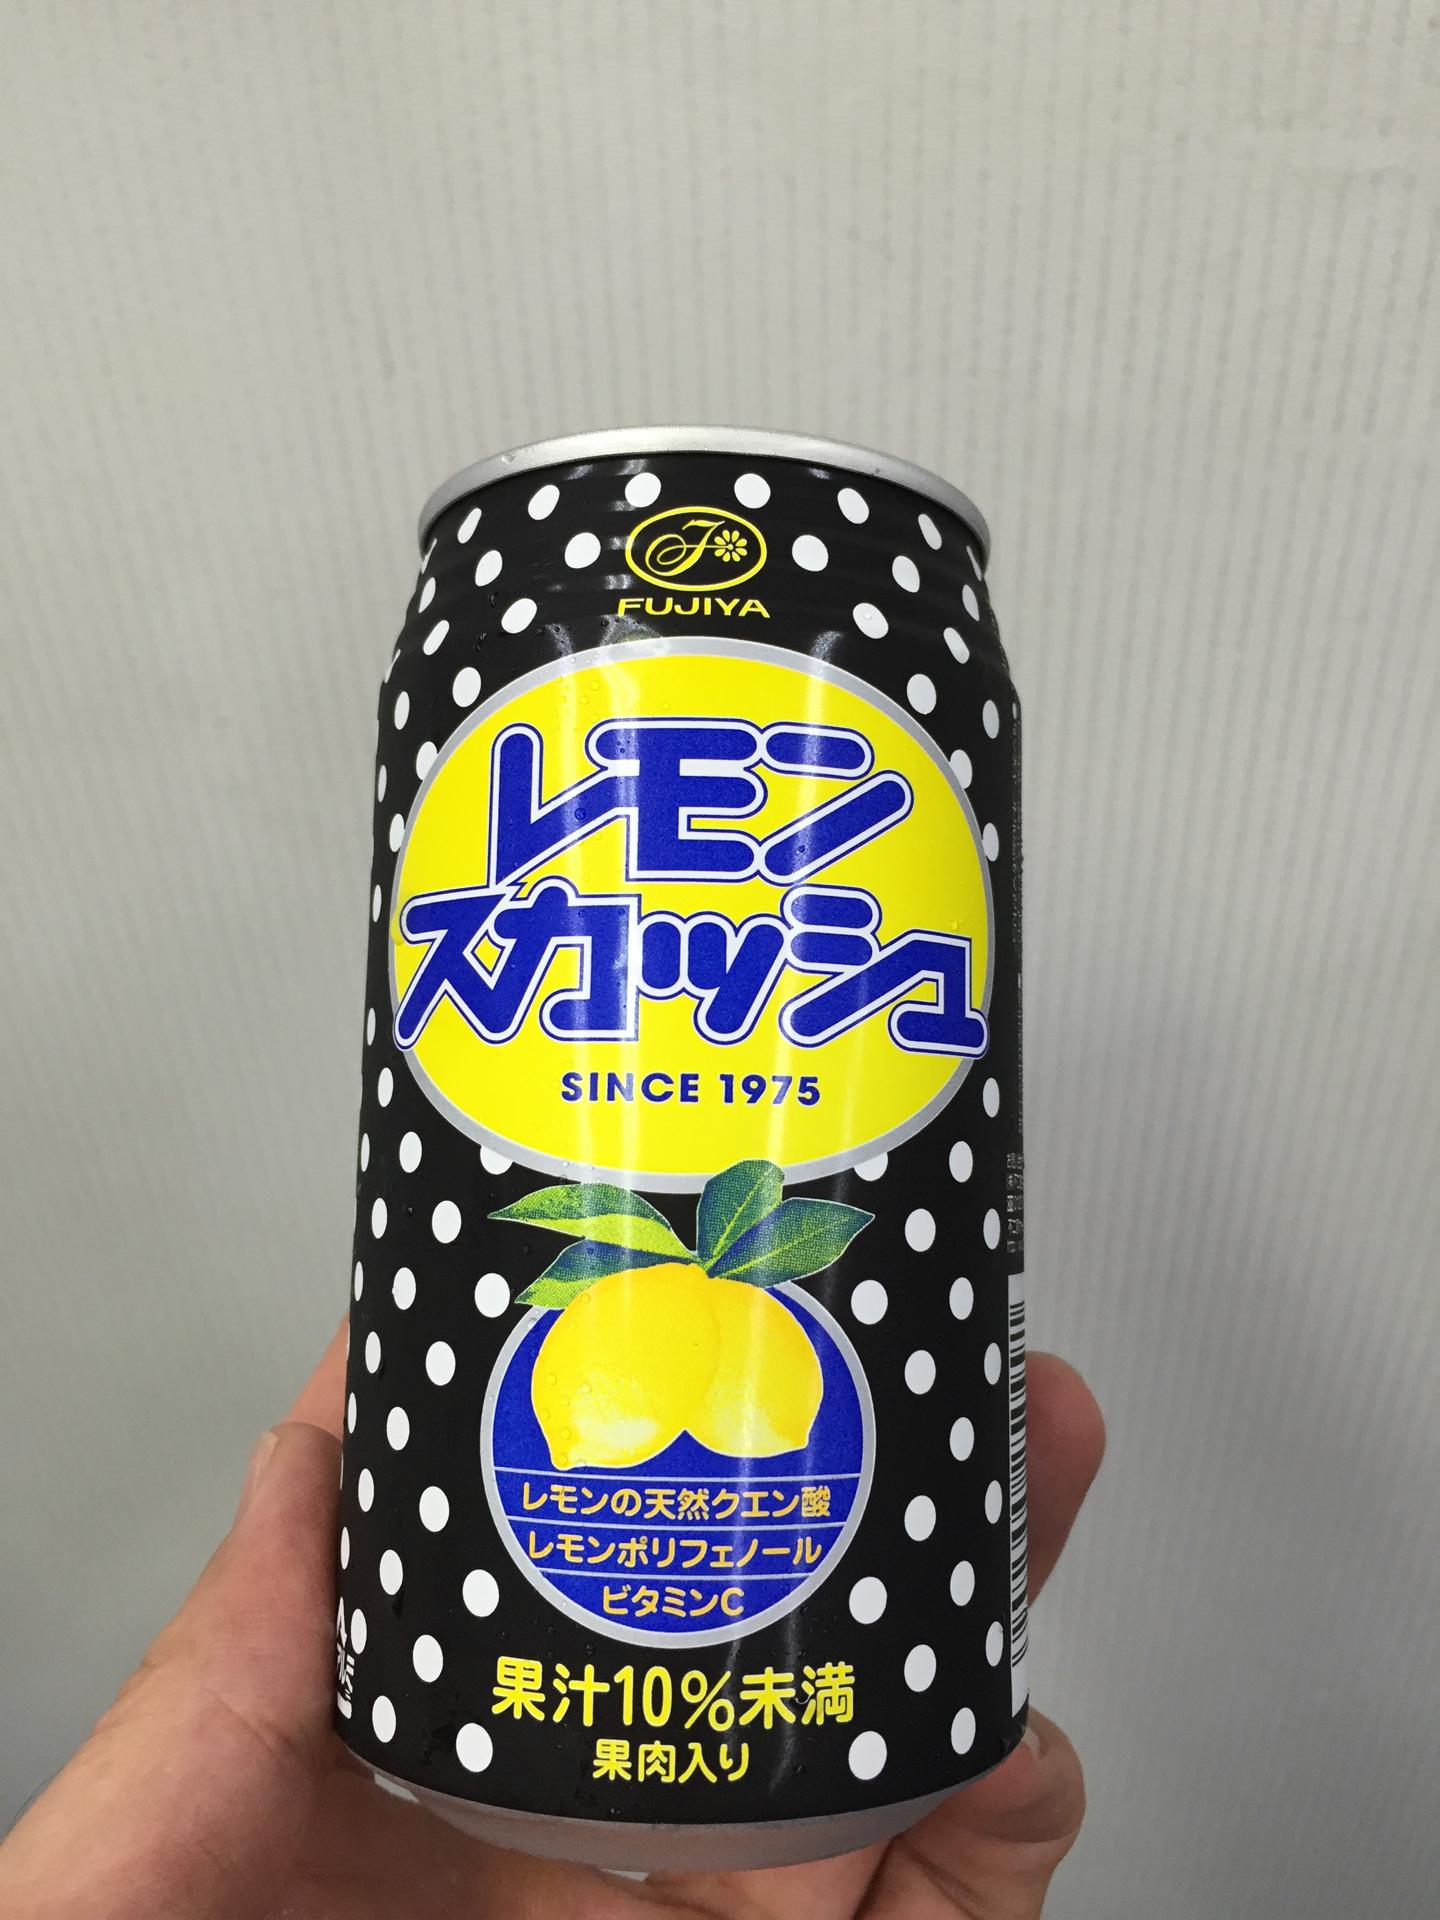 FUJIYA
レモン
スカッシュ
SINCE 1975
レモンの天然クエン酸
レモンポリフェノール
ビタミンC
果汁10%未満
果肉入り